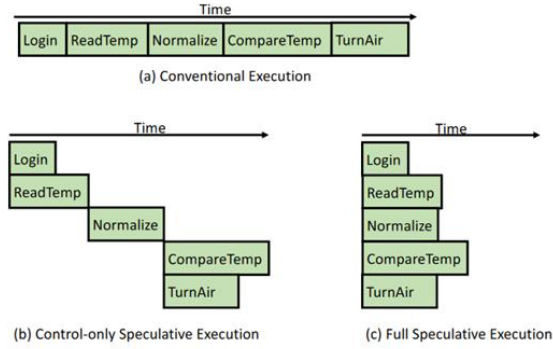 Time
Login ReadTemp Normalize CompareTemp TurnAir
(a) Conventional Execution
Time
Login
ReadTemp
Normalize
CompareTemp
TurnAir
(b) Control-only Speculative Execution
Time
Login
ReadTemp
Normalize
CompareTemp
TurnAir
(c) Full Speculative Execution